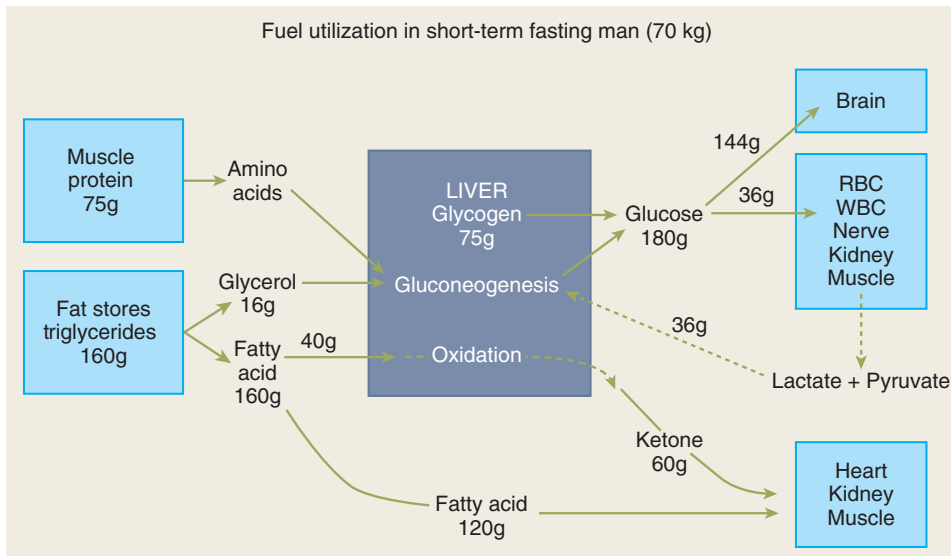 Fuel utilization in short-term fasting man (70 kg)
Muscle
protein
75g
Amino
acids
Fat stores
triglycerides
160g
Glycerol
16g
Fatty
acid
160g
40g
LIVER
Glycogen
75g
Gluconeogenesis
Oxidation
Glucose
180g
144g
36g
Brain
RBC
WBC
Nerve
Kidney
Muscle
36g
Lactate + Pyruvate
Ketone
60g
Fatty acid
120g
Heart
Kidney
Muscle